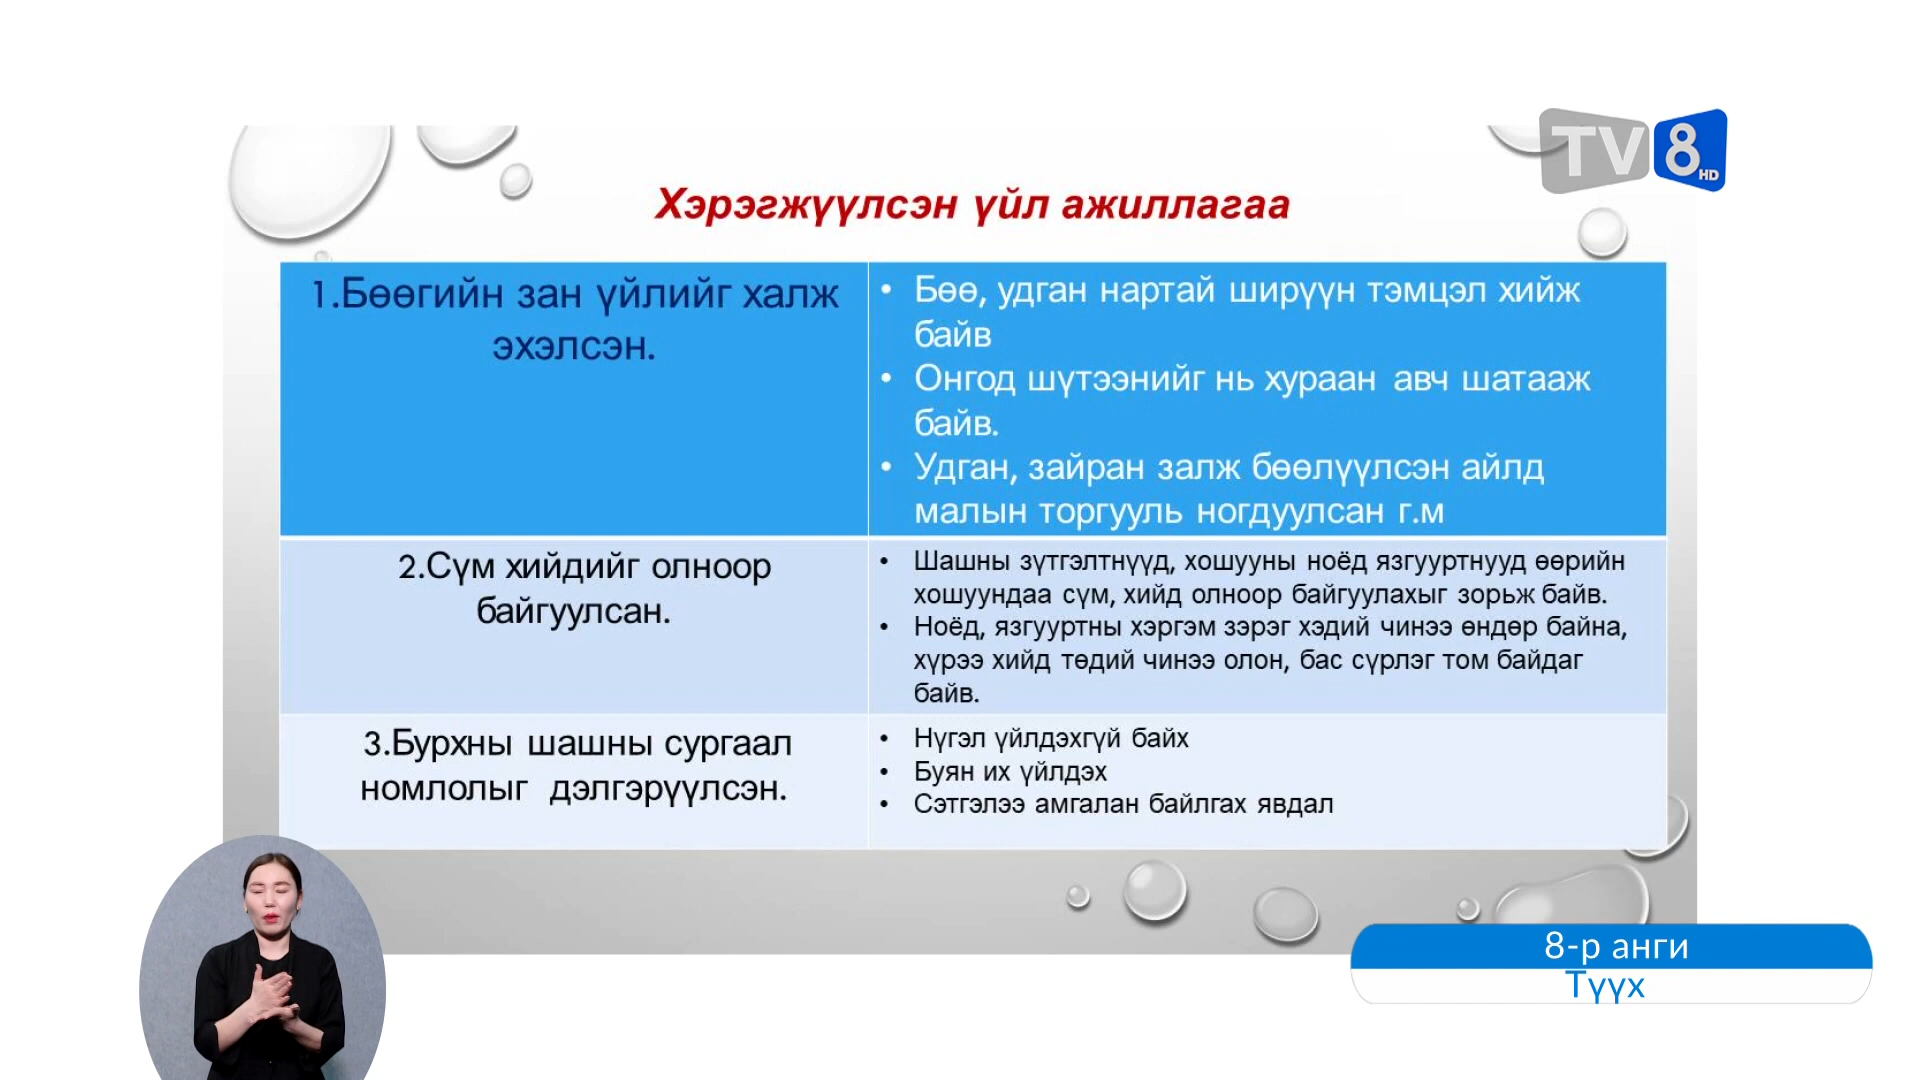 TV 8 HD
Хэрэгжүүлсэн үйл ажиллагаа
1.Бөөгийн зан үйлийг халж
эхэлсэн.
• Бөө, удган нартай ширүүн тэмцэл хийж
байв
• Онгод шүтээнийг нь хураан авч шатааж
байв.
• Удган, зайран залж бөөлүүлсэн айлд
малын торгууль ногдуулсан г.м
2.Сүм хийдийг олноор
байгуулсан.
• Шашны зүтгэлтнүүд, хошууны ноёд язгууртнууд өөрийн
хошуундаа сүм, хийд олноор байгуулахыг зорьж байв.
• Ноёд, язгууртны хэргэм зэрэг хэдий чинээ өндөр байна,
хүрээ хийд төдий чинээ олон, бас сүрлэг том байдаг
байв.
3.Бурхны шашны сургаал
номлолыг дэлгэрүүлсэн.
• Нүгэл үйлдэхгүй байх
• Буян их үйлдэх
• Сэтгэлээ амгалан байлгах явдал
8-р анги
Түүх